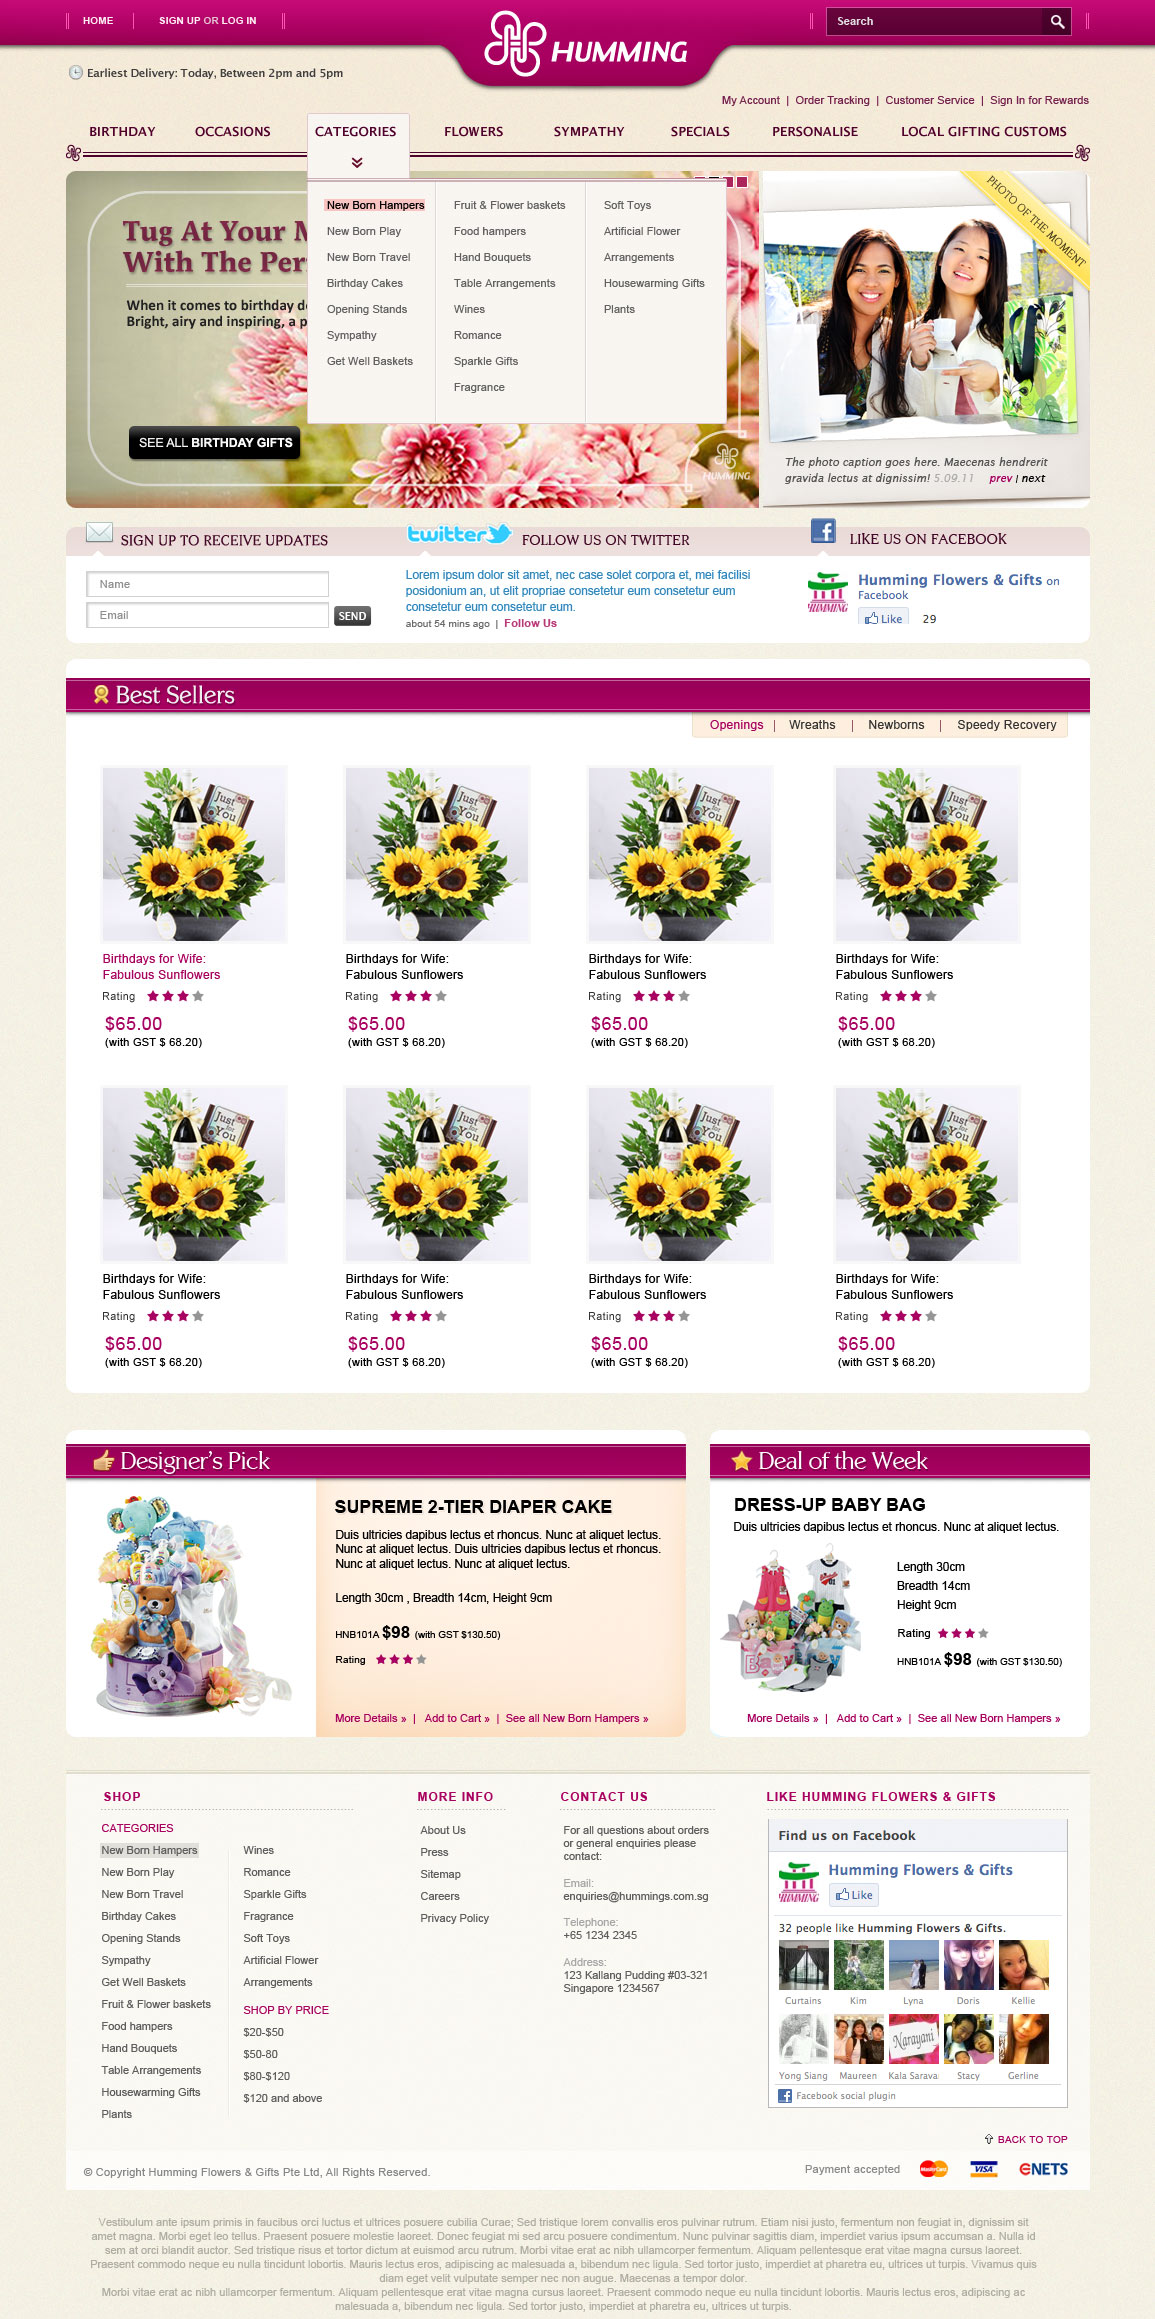 HOME
SIGN UP OR LOG IN
HUMMING
Search
Earliest Delivery: Today, Between 2pm and 5pm
My Account | Order Tracking | Customer Service | Sign In for Rewards
BIRTHDAY
OCCASIONS
CATEGORIES
FLOWERS
SYMPATHY
SPECIALS
PERSONALISE
LOCAL GIFTING CUSTOMS
Tug At Your
With The
When it comes to birthday
Bright, airy and inspiring, a
SEE ALL BIRTHDAY GIFTS
HUMMING
New Born Hampers
New Born Play
New Born Travel
Birthday Cakes
Opening Stands
Sympathy
Get Well Baskets
Fruit & Flower baskets
Food hampers
Hand Bouquets
Table Arrangements
Wines
Romance
Sparkle Gifts
Fragrance
Soft Toys
Artificial Flower
Arrangements
Housewarming Gifts
Plants
PHOTO OF THE MOMENT
The photo caption goes here. Maecenas hendrerit
gravida lectus at dignissim! 5.09.11 prev | next
SIGN UP TO RECEIVE UPDATES
Name
Email
SEND
twitter FOLLOW US ON TWITTER
Lorem ipsum dolor sit amet, nec case solet corpora et, mei facilisi
posidonium an, ut elit propriae consetetur eum consetetur eum
consetetur eum consetetur eum.
about 54 mins ago | Follow Us
LIKE US ON FACEBOOK
HUMMING
Humming Flowers & Gifts on
Facebook
Like 29
Best Sellers
Openings | Wreaths | Newborns | Speedy Recovery
Just for You
Just for You
Just for You
Just for You
Birthdays for Wife:
Fabulous Sunflowers
Rating
$65.00
(with GST $ 68.20)
Birthdays for Wife:
Fabulous Sunflowers
Rating
$65.00
(with GST $ 68.20)
Birthdays for Wife:
Fabulous Sunflowers
Rating
$65.00
(with GST $ 68.20)
Birthdays for Wife:
Fabulous Sunflowers
Rating
$65.00
(with GST $ 68.20)
Just for You
Just for You
Just for You
Just for You
Birthdays for Wife:
Fabulous Sunflowers
Rating
$65.00
(with GST $ 68.20)
Birthdays for Wife:
Fabulous Sunflowers
Rating
$65.00
(with GST $ 68.20)
Birthdays for Wife:
Fabulous Sunflowers
Rating
$65.00
(with GST $ 68.20)
Birthdays for Wife:
Fabulous Sunflowers
Rating
$65.00
(with GST $ 68.20)
Designer's Pick
SUPREME 2-TIER DIAPER CAKE
Duis ultricies dapibus lectus et rhoncus. Nunc at aliquet lectus.
Nunc at aliquet lectus. Duis ultricies dapibus lectus et rhoncus.
Nunc at aliquet lectus. Nunc at aliquet lectus.
Length 30cm , Breadth 14cm, Height 9cm
HNB101A $98 (with GST $130.50)
Rating
More Details » | Add to Cart » | See all New Born Hampers »
Deal of the Week
DRESS-UP BABY BAG
Duis ultricies dapibus lectus et rhoncus. Nunc at aliquet lectus.
Length 30cm
Breadth 14cm
Height 9cm
Rating
HNB101A $98 (with GST $130.50)
More Details » | Add to Cart » | See all New Born Hampers »
SHOP
CATEGORIES
New Born Hampers
New Born Play
New Born Travel
Birthday Cakes
Opening Stands
Sympathy
Get Well Baskets
Fruit & Flower baskets
Food hampers
Hand Bouquets
Table Arrangements
Housewarming Gifts
Plants
Wines
Romance
Sparkle Gifts
Fragrance
Soft Toys
Artificial Flower
Arrangements
SHOP BY PRICE
$20-$50
$50-80
$80-$120
$120 and above
MORE INFO
About Us
Press
Sitemap
Careers
Privacy Policy
CONTACT US
For all questions about orders
or general enquiries please
contact:
Email:
enquiries@hummings.com.sg
Telephone:
+65 1234 2345
Address:
123 Kallang Pudding #03-321
Singapore 1234567
LIKE HUMMING FLOWERS & GIFTS
Find us on Facebook
HUMMING
Humming Flowers & Gifts
Like
32 people like Humming Flowers & Gifts.
Curtains Kim Lyna Doris Kellie
Narayani
Yong Siang Maureen Kala Sarava Stacy Gerline
Facebook social plugin
BACK TO TOP
© Copyright Humming Flowers & Gifts Pte Ltd, All Rights Reserved.
Payment accepted MasterCard VISA eNETS
Vestibulum ante ipsum primis in faucibus orci luctus et ultrices posuere cubilia Curae; Sed tristique lorem convallis eros pulvinar rutrum. Etiam nisi justo, fermentum non feugiat in, dignissim sit
amet magna. Morbi eget leo tellus. Praesent posuere molestie laoreet. Donec feugiat mi sed arcu posuere condimentum. Nunc pulvinar sagittis diam, imperdiet varius ipsum accumsan a. Nulla id
sem at orci blandit auctor. Sed tristique risus et tortor dictum at euismod arcu rutrum. Morbi vitae erat ac nibh ullamcorper fermentum. Aliquam pellentesque erat vitae magna cursus laoreet.
Praesent commodo neque eu nulla tincidunt lobortis. Mauris lectus eros, adipiscing ac malesuada a, bibendum nec ligula. Sed tortor justo, imperdiet at pharetra eu, ultrices ut turpis. Vivamus quis
diam eget velit vulputate semper nec non augue. Maecenas a tempor dolor.
Morbi vitae erat ac nibh ullamcorper fermentum. Aliquam pellentesque erat vitae magna cursus laoreet. Praesent commodo neque eu nulla tincidunt lobortis. Mauris lectus eros, adipiscing ac
malesuada a, bibendum nec ligula. Sed tortor justo, imperdiet at pharetra eu, ultrices ut turpis.